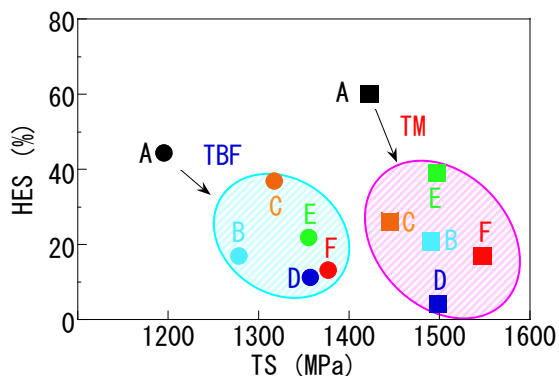 80
60
40
20
0
HES (%)
A
TM
A
TBF
C
E
B
F
D
E
C
B
F
D
1200
1300
1400
1500
1600
TS (MPa)